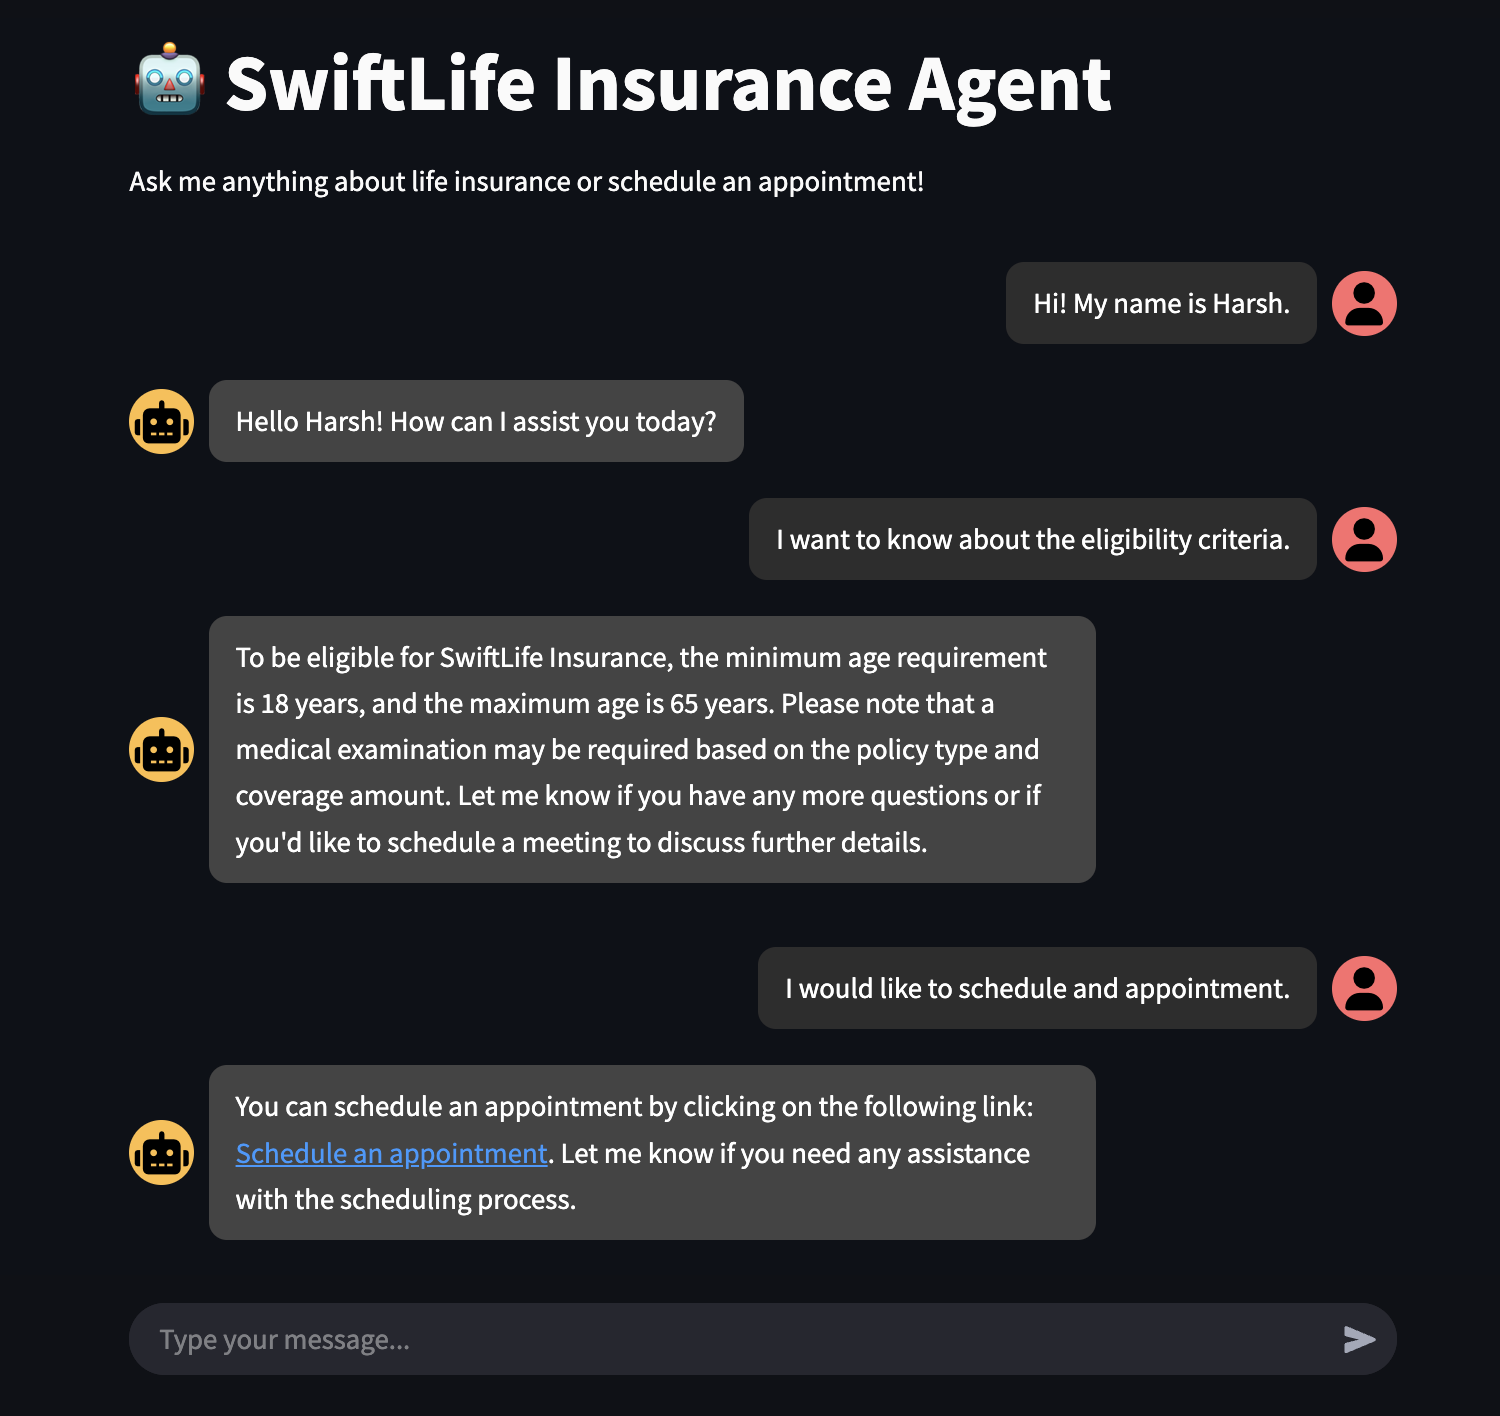 SwiftLife Insurance Agent
Ask me anything about life insurance or schedule an appointment!
Hi! My name is Harsh.
Hello Harsh! How can I assist you today?
I want to know about the eligibility criteria.
To be eligible for SwiftLife Insurance, the minimum age requirement
is 18 years, and the maximum age is 65 years. Please note that a
medical examination may be required based on the policy type and
coverage amount. Let me know if you have any more questions or if
you'd like to schedule a meeting to discuss further details.
I would like to schedule and appointment.
You can schedule an appointment by clicking on the following link:
Schedule an appointment. Let me know if you need any assistance
with the scheduling process.
Type your message...